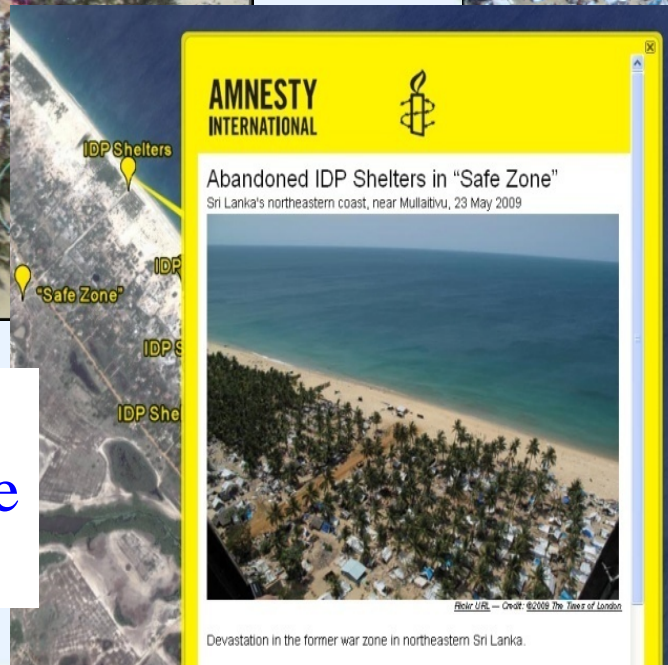 AMNESTY
INTERNATIONAL
Abandoned IDP Shelters in “Safe Zone”
Sri Lanka's northeastern coast, near Mullaitivu, 23 May 2009
IDP Shelters
IDP
“Safe Zone”
IDP S
IDP She
e
Flickr URL — Credit: ©2009 The Times of London
Devastation in the former war zone in northeastern Sri Lanka.